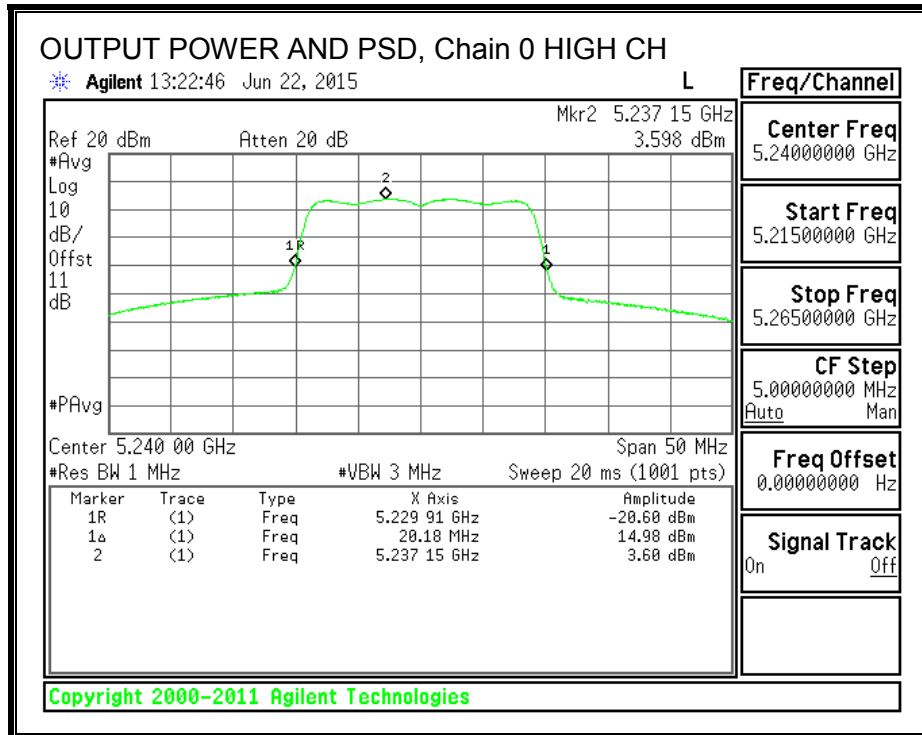 OUTPUT POWER AND PSD, Chain 0 HIGH CH
Agilent 13:22:46 Jun 22, 2015 L
Mkr2 5.237 15 GHz
Ref 20 dBm Atten 20 dB 3.598 dBm
#Avg
Log
10
dB/
Offst
11
dB
#PAvg
2
1R
1
Center 5.240 00 GHz Span 50 MHz
#Res BW 1 MHz #VBW 3 MHz Sweep 20 ms (1001 pts)
Marker Trace Type X Axis Amplitude
1R (1) Freq 5.229 91 GHz -20.60 dBm
1Δ (1) Freq 20.18 MHz 14.98 dBm
2 (1) Freq 5.237 15 GHz 3.60 dBm
Freq/Channel
Center Freq
5.24000000 GHz
Start Freq
5.21500000 GHz
Stop Freq
5.26500000 GHz
CF Step
5.00000000 MHz
Auto Man
Freq Offset
0.00000000 Hz
Signal Track
On Off
Copyright 2000-2011 Agilent Technologies